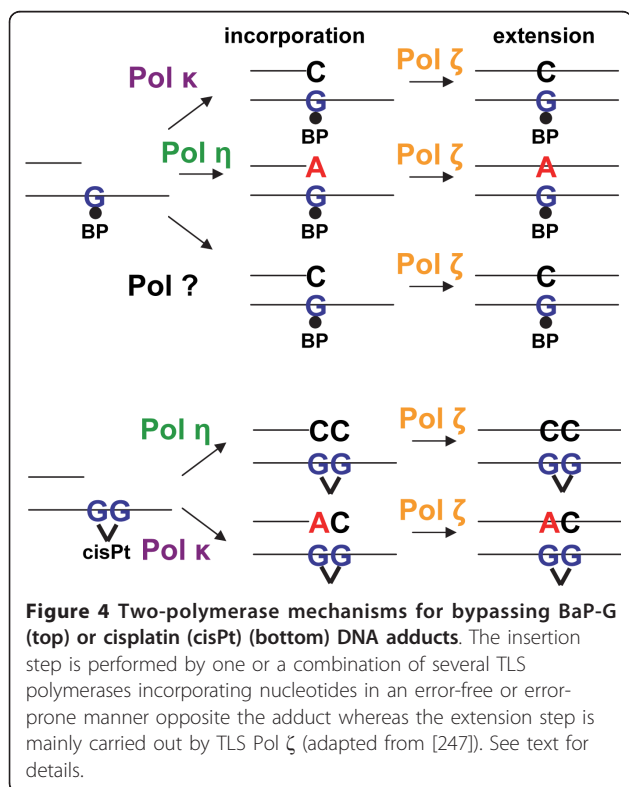 incorporation extension
Pol κ Pol ζ
C C
G G
BP BP
Pol η Pol ζ
A A
G G G
BP BP BP
Pol ? Pol ζ
C C
G G
BP BP
Pol η Pol ζ
CC CC
GG GG
GG
cisPt
Pol κ Pol ζ
AC AC
GG GG
Figure 4 Two-polymerase mechanisms for bypassing BaP-G
(top) or cisplatin (cisPt) (bottom) DNA adducts. The insertion
step is performed by one or a combination of several TLS
polymerases incorporating nucleotides in an error-free or error-
prone manner opposite the adduct whereas the extension step is
mainly carried out by TLS Pol ζ (adapted from [247]). See text for
details.